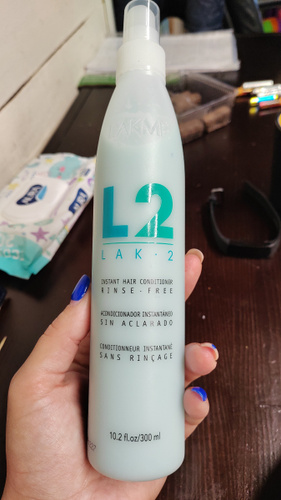 LAKMÉ
L2
LAK·2
INSTANT HAIR CONDITIONER
RINSE-FREE
ACONDICIONADOR INSTANTÁNEO
SIN ACLARADO
CONDITIONNEUR INSTANTANÉ
SANS RINÇAGE
10.2 fl.oz/300 ml